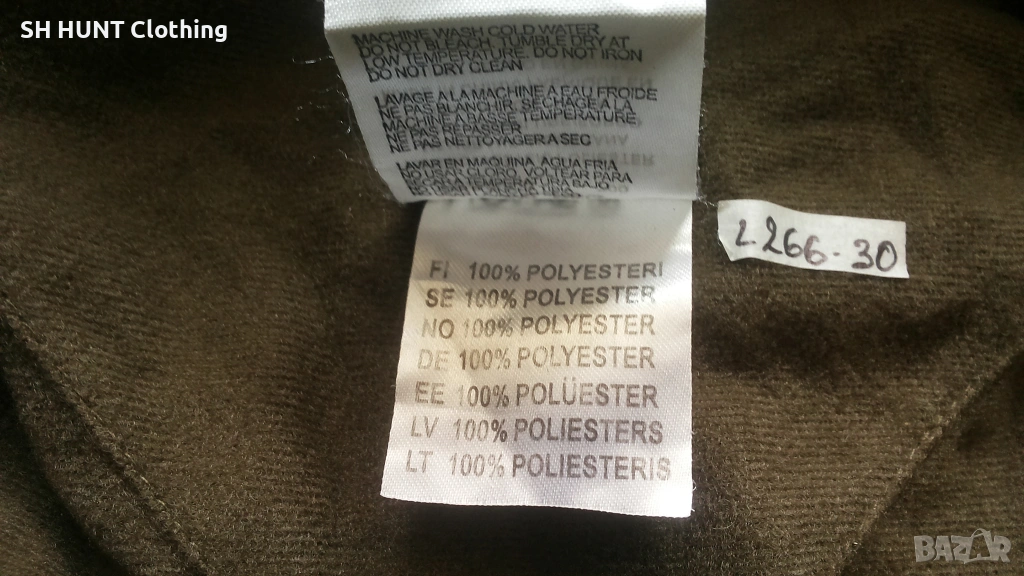 SH HUNT Clothing
MACHINE WASH COLD WATER
DO NOT BLEACH, TUMBLE DRY AT
LOW TEMPERATURE, DO NOT IRON
DO NOT DRY CLEAN
LAVAGE A LA MACHINE A EAU FROIDE
NE PAS BLANCHIR, SECHAGE A LA
MACHINE A BASSE TEMPERATURE,
NE PAS REPASSER
NE PAS NETTOYAGER A SEC
LAVAR EN MAQUINA, AGUA FRIA
NO USE CLORO, VOLTEAR PARA
FI 100% POLYESTERI
SE 100% POLYESTER
NO 100% POLYESTER
DE 100% POLYESTER
EE 100% POLÜESTER
LV 100% POLIESTERS
LT 100% POLIESTERIS
L266-30
BAZAR